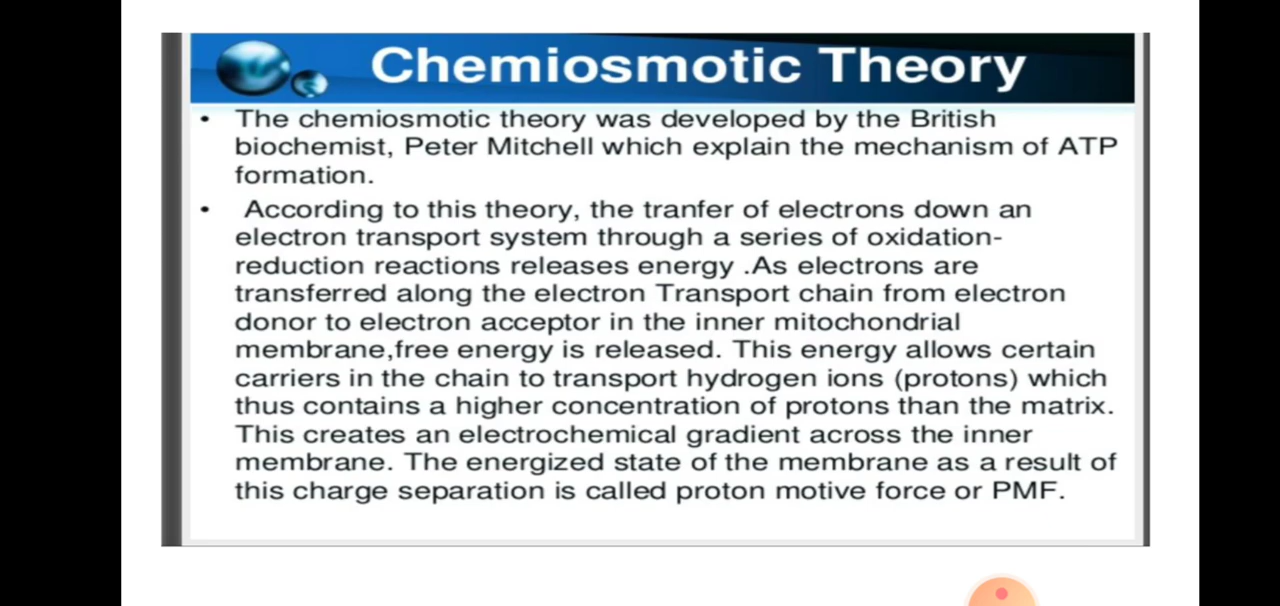 Chemiosmotic Theory
• The chemiosmotic theory was developed by the British
biochemist, Peter Mitchell which explain the mechanism of ATP
formation.
• According to this theory, the tranfer of electrons down an
electron transport system through a series of oxidation-
reduction reactions releases energy .As electrons are
transferred along the electron Transport chain from electron
donor to electron acceptor in the inner mitochondrial
membrane,free energy is released. This energy allows certain
carriers in the chain to transport hydrogen ions (protons) which
thus contains a higher concentration of protons than the matrix.
This creates an electrochemical gradient across the inner
membrane. The energized state of the membrane as a result of
this charge separation is called proton motive force or PMF.